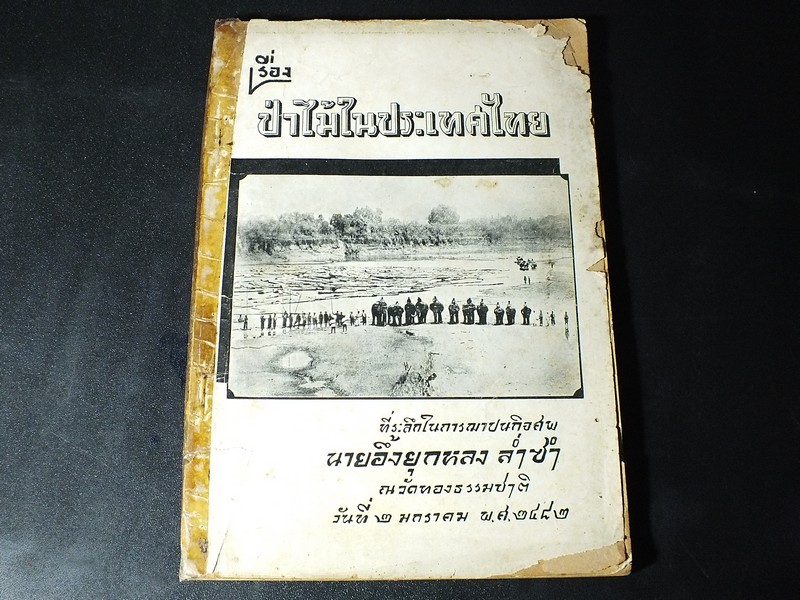 เรื่อง
ป่าไม้ในประเทศไทย
ที่ระลึกในการฌาปนกิจศพ
นายอึ้งยุกหลง ล่ำซำ
ณวัดทองธรรมชาติ
วันที่ ๒ มกราคม พ.ศ.๒๔๘๒